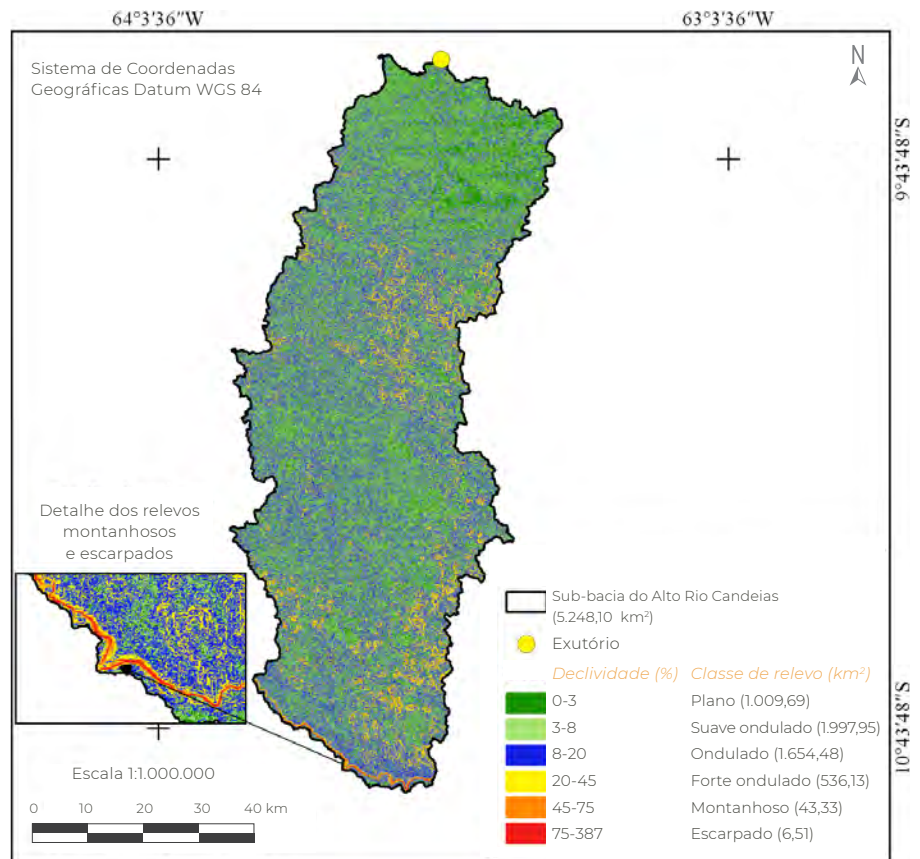 64°3'36"W
63°3'36"W
Sistema de Coordenadas
Geográficas Datum WGS 84
N
9°43'48"S
Detalhe dos relevos
montanhosos
e escarpados
Sub-bacia do Alto Rio Candeias
(5.248,10 km²)
Exutório
Declividade (%) Classe de relevo (km²)
0-3 Plano (1.009,69)
3-8 Suave ondulado (1.997,95)
8-20 Ondulado (1.654,48)
20-45 Forte ondulado (536,13)
45-75 Montanhoso (43,33)
75-387 Escarpado (6,51)
10°43'48"S
Escala 1:1.000.000
0 10 20 30 40 km